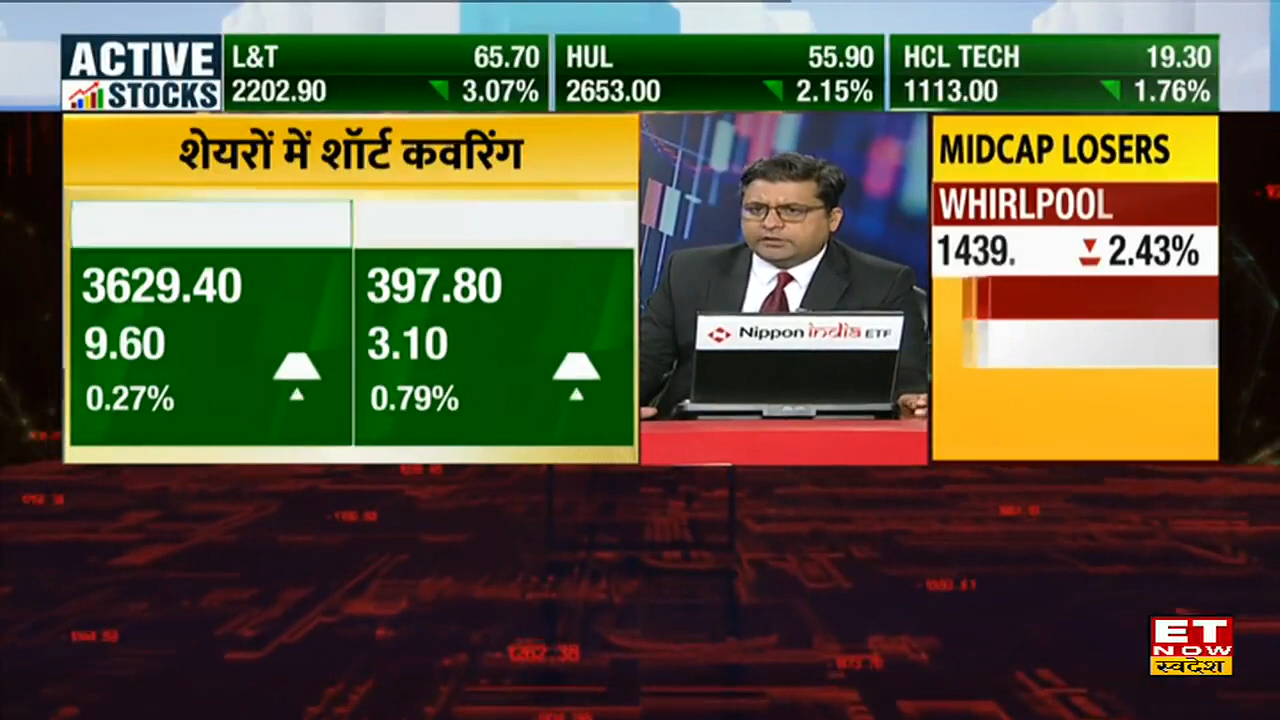 ACTIVE
STOCKS
L&T 65.70
2202.90 3.07%
HUL 55.90
2653.00 2.15%
HCL TECH 19.30
1113.00 1.76%
शेयरों में शॉर्ट कवरिंग
3629.40
9.60
0.27%
397.80
3.10
0.79%
Nippon india ETF
MIDCAP LOSERS
WHIRLPOOL
1439. 2.43%
1262.38
ET
NOW
स्वदेश